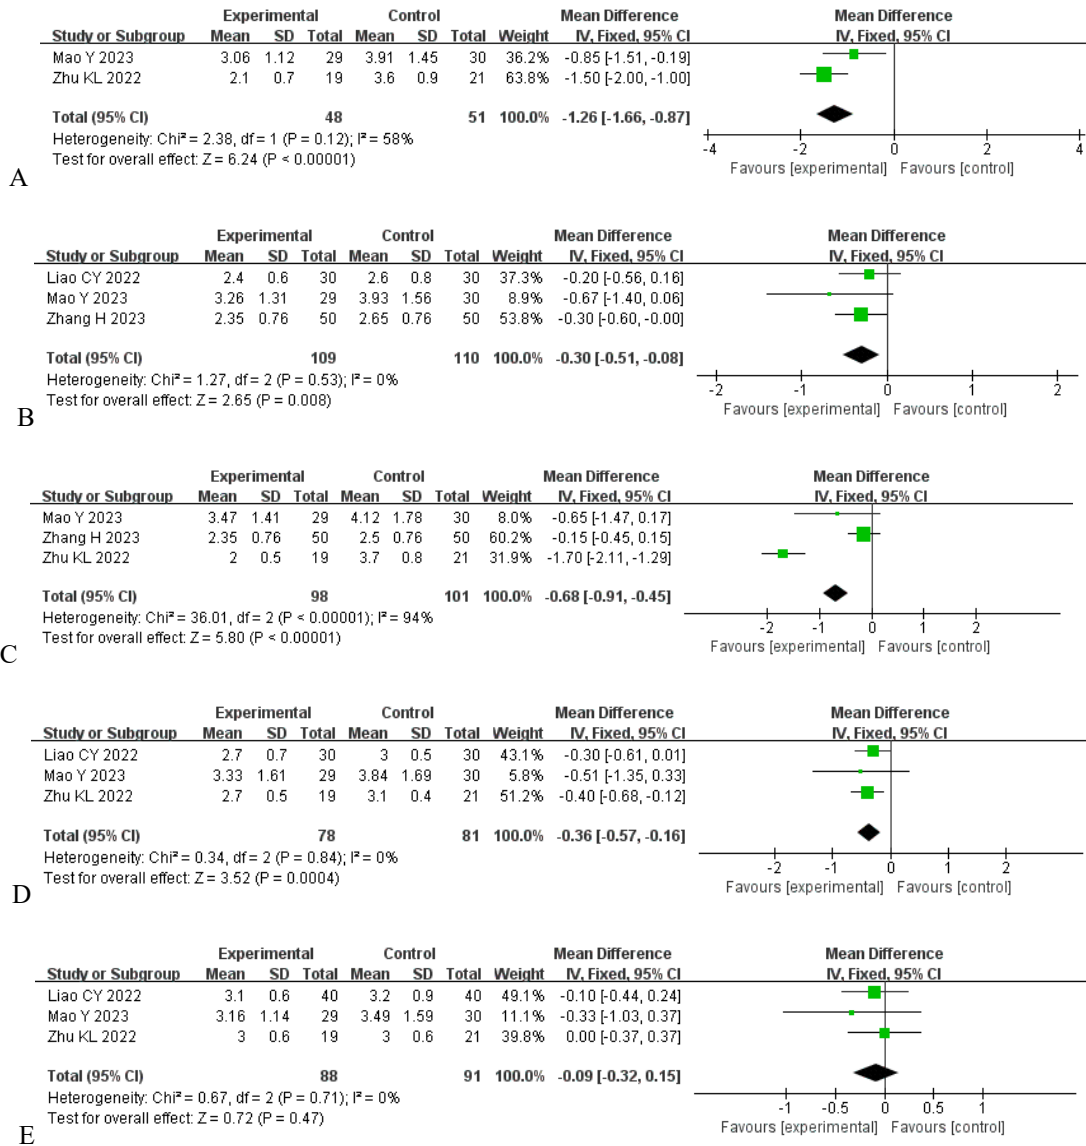 Experimental Control Mean Difference Mean Difference
Study or Subgroup Mean SD Total Mean SD Total Weight IV, Fixed, 95% CI IV, Fixed, 95% CI
Mao Y 2023 3.06 1.12 29 3.91 1.45 30 36.2% -0.85 [-1.51, -0.19]
Zhu KL 2022 2.1 0.7 19 3.6 0.9 21 63.8% -1.50 [-2.00, -1.00]
Total (95% CI) 48 51 100.0% -1.26 [-1.66, -0.87]
Heterogeneity: Chi² = 2.38, df = 1 (P = 0.12); I² = 58%
Test for overall effect: Z = 6.24 (P < 0.00001)
-4 -2 0 2 4
Favours [experimental] Favours [control]
A
Experimental Control Mean Difference Mean Difference
Study or Subgroup Mean SD Total Mean SD Total Weight IV, Fixed, 95% CI IV, Fixed, 95% CI
Liao CY 2022 2.4 0.6 30 2.6 0.8 30 37.3% -0.20 [-0.56, 0.16]
Mao Y 2023 3.26 1.31 29 3.93 1.56 30 8.9% -0.67 [-1.40, 0.06]
Zhang H 2023 2.35 0.76 50 2.65 0.76 50 53.8% -0.30 [-0.60, -0.00]
Total (95% CI) 109 110 100.0% -0.30 [-0.51, -0.08]
Heterogeneity: Chi² = 1.27, df = 2 (P = 0.53); I² = 0%
Test for overall effect: Z = 2.65 (P = 0.008)
-2 -1 0 1 2
Favours [experimental] Favours [control]
B
Experimental Control Mean Difference Mean Difference
Study or Subgroup Mean SD Total Mean SD Total Weight IV, Fixed, 95% CI IV, Fixed, 95% CI
Mao Y 2023 3.47 1.41 29 4.12 1.78 30 8.0% -0.65 [-1.47, 0.17]
Zhang H 2023 2.35 0.76 50 2.5 0.76 50 60.2% -0.15 [-0.45, 0.15]
Zhu KL 2022 2 0.5 19 3.7 0.8 21 31.9% -1.70 [-2.11, -1.29]
Total (95% CI) 98 101 100.0% -0.68 [-0.91, -0.45]
Heterogeneity: Chi² = 36.01, df = 2 (P < 0.00001); I² = 94%
Test for overall effect: Z = 5.80 (P < 0.00001)
-2 -1 0 1 2
Favours [experimental] Favours [control]
C
Experimental Control Mean Difference Mean Difference
Study or Subgroup Mean SD Total Mean SD Total Weight IV, Fixed, 95% CI IV, Fixed, 95% CI
Liao CY 2022 2.7 0.7 30 3 0.5 30 43.1% -0.30 [-0.61, 0.01]
Mao Y 2023 3.33 1.61 29 3.84 1.69 30 5.8% -0.51 [-1.35, 0.33]
Zhu KL 2022 2.7 0.5 19 3.1 0.4 21 51.2% -0.40 [-0.68, -0.12]
Total (95% CI) 78 81 100.0% -0.36 [-0.57, -0.16]
Heterogeneity: Chi² = 0.34, df = 2 (P = 0.84); I² = 0%
Test for overall effect: Z = 3.52 (P = 0.0004)
-2 -1 0 1 2
Favours [experimental] Favours [control]
D
Experimental Control Mean Difference Mean Difference
Study or Subgroup Mean SD Total Mean SD Total Weight IV, Fixed, 95% CI IV, Fixed, 95% CI
Liao CY 2022 3.1 0.6 40 3.2 0.9 40 49.1% -0.10 [-0.44, 0.24]
Mao Y 2023 3.16 1.14 29 3.49 1.59 30 11.1% -0.33 [-1.03, 0.37]
Zhu KL 2022 3 0.6 19 3 0.6 21 39.8% 0.00 [-0.37, 0.37]
Total (95% CI) 88 91 100.0% -0.09 [-0.32, 0.15]
Heterogeneity: Chi² = 0.67, df = 2 (P = 0.71); I² = 0%
Test for overall effect: Z = 0.72 (P = 0.47)
-1 -0.5 0 0.5 1
Favours [experimental] Favours [control]
E